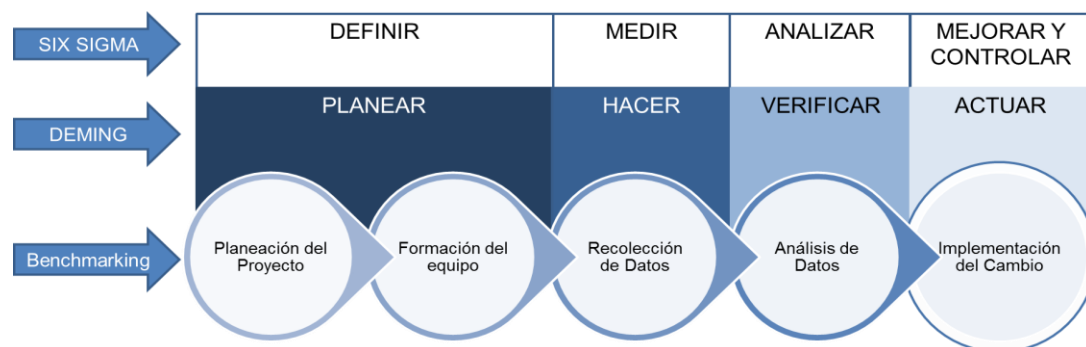 SIX SIGMA
DEFINIR
MEDIR
ANALIZAR
MEJORAR Y
CONTROLAR
DEMING
PLANEAR
HACER
VERIFICAR
ACTUAR
Benchmarking
Planeación del
Proyecto
Formación del
equipo
Recolección
de Datos
Análisis de
Datos
Implementación
del Cambio